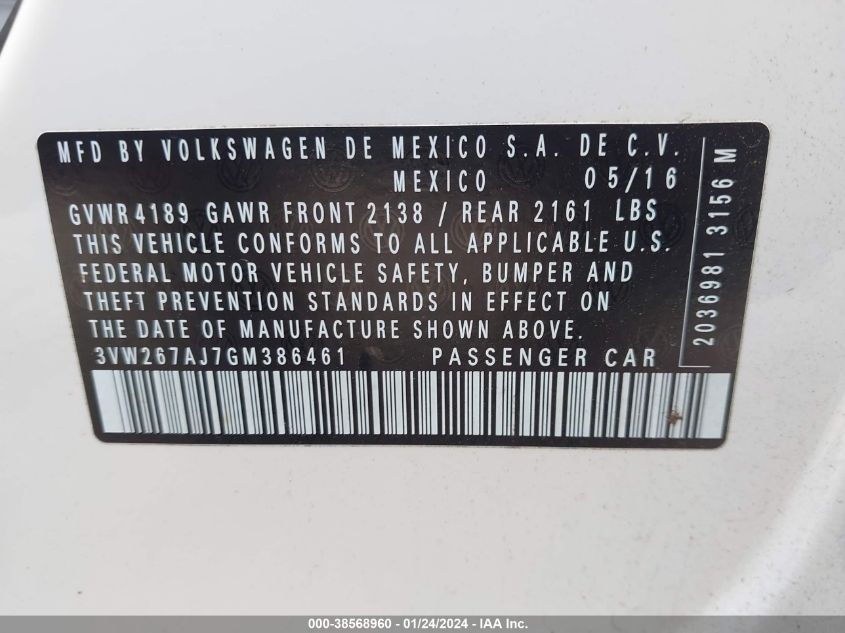 MFD BY VOLKSWAGEN DE MEXICO S.A. DE C.V.
MEXICO 05/16
GVWR 4189 GAWR FRONT 2138 / REAR 2161 LBS
THIS VEHICLE CONFORMS TO ALL APPLICABLE U.S.
FEDERAL MOTOR VEHICLE SAFETY, BUMPER AND
THEFT PREVENTION STANDARDS IN EFFECT ON
THE DATE OF MANUFACTURE SHOWN ABOVE.
3VW267AJ7GM386461 PASSENGER CAR
2036981 3156 M
000-38568960 - 01/24/2024 - IAA Inc.